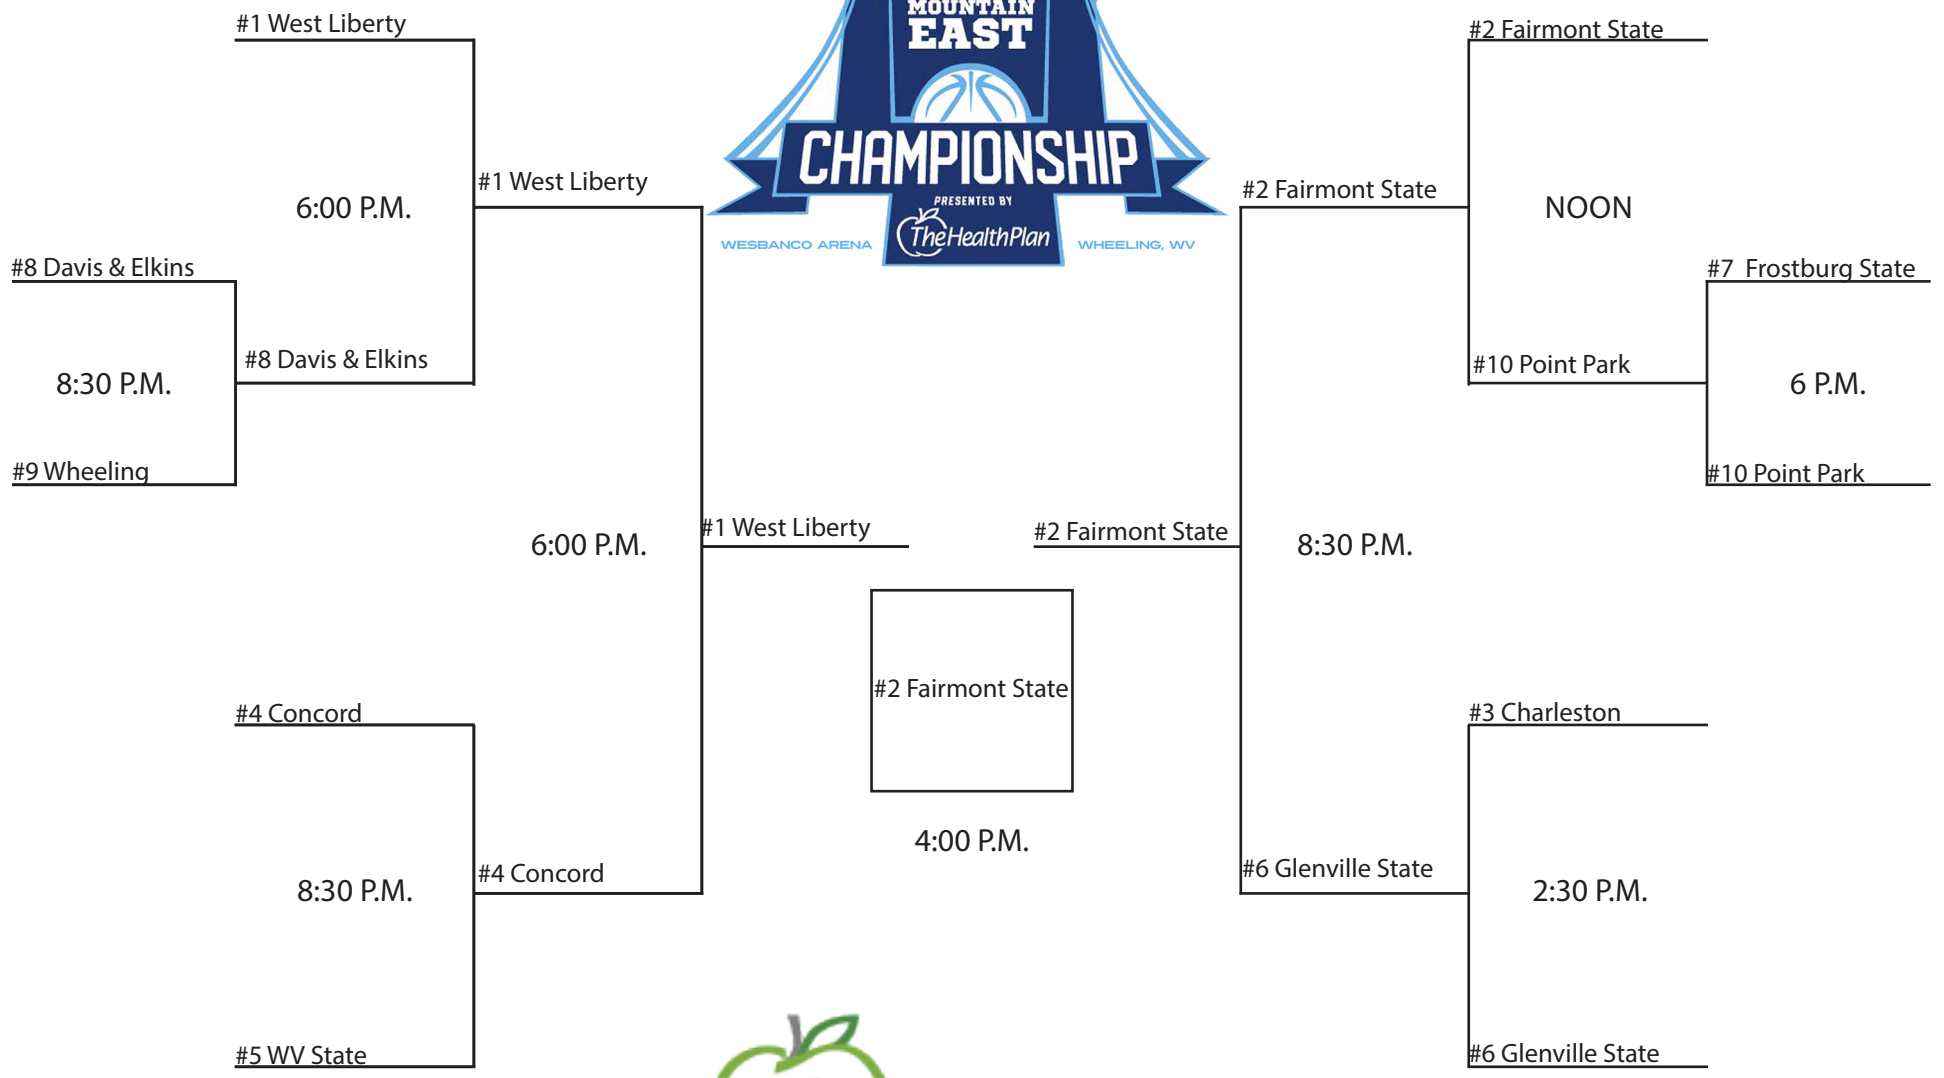 #1 West Liberty
6:00 P.M.
#8 Davis & Elkins
8:30 P.M.
#9 Wheeling
#8 Davis & Elkins
#1 West Liberty
6:00 P.M.
#4 Concord
8:30 P.M.
#5 WV State
#4 Concord
#1 West Liberty
MOUNTAIN
EAST
CHAMPIONSHIP
PRESENTED BY
TheHealthPlan
WESBANCO ARENA
WHEELING, WV
#2 Fairmont State
#2 Fairmont State
4:00 P.M.
#2 Fairmont State
8:30 P.M.
#6 Glenville State
#2 Fairmont State
NOON
#10 Point Park
#7 Frostburg State
6 P.M.
#10 Point Park
#3 Charleston
2:30 P.M.
#6 Glenville State